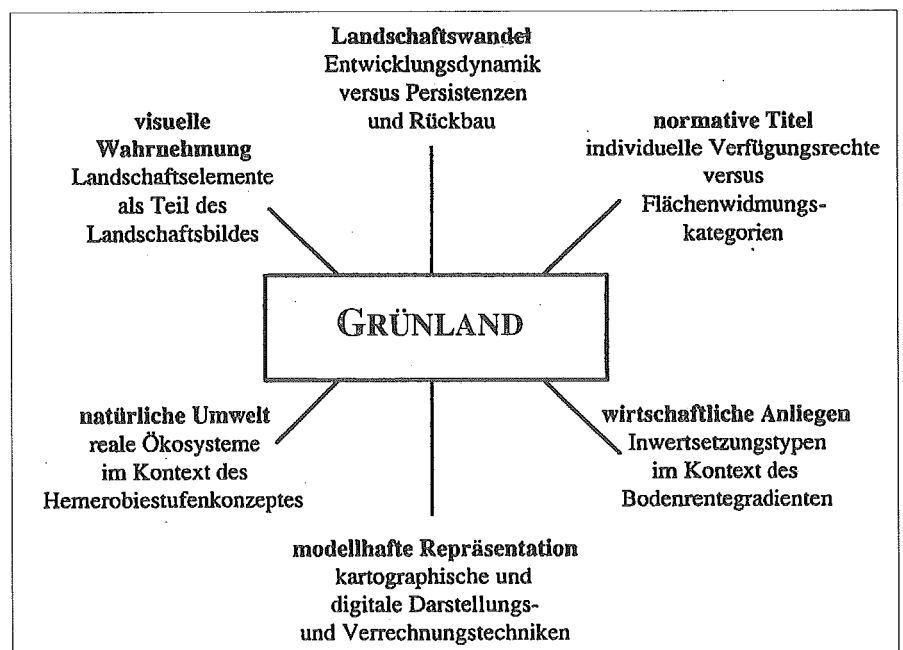 Landschaftswandel
Entwicklungsdynamik
versus Persistenzen
und Rückbau
visuelle
Wahrnehmung
Landschaftselemente
als Teil des
Landschaftsbildes
normative Titel
individuelle Verfügungsrechte
versus
Flächenwidmungs-
kategorien
GRÜNLAND
natürliche Umwelt
reale Ökosysteme
im Kontext des
Hemerobiestufenkonzeptes
wirtschaftliche Anliegen
Inwertsetzungstypen
im Kontext des
Bodenrentegradienten
modellhafte Repräsentation
kartographische und
digitale Darstellungs-
und Verrechnungstechniken